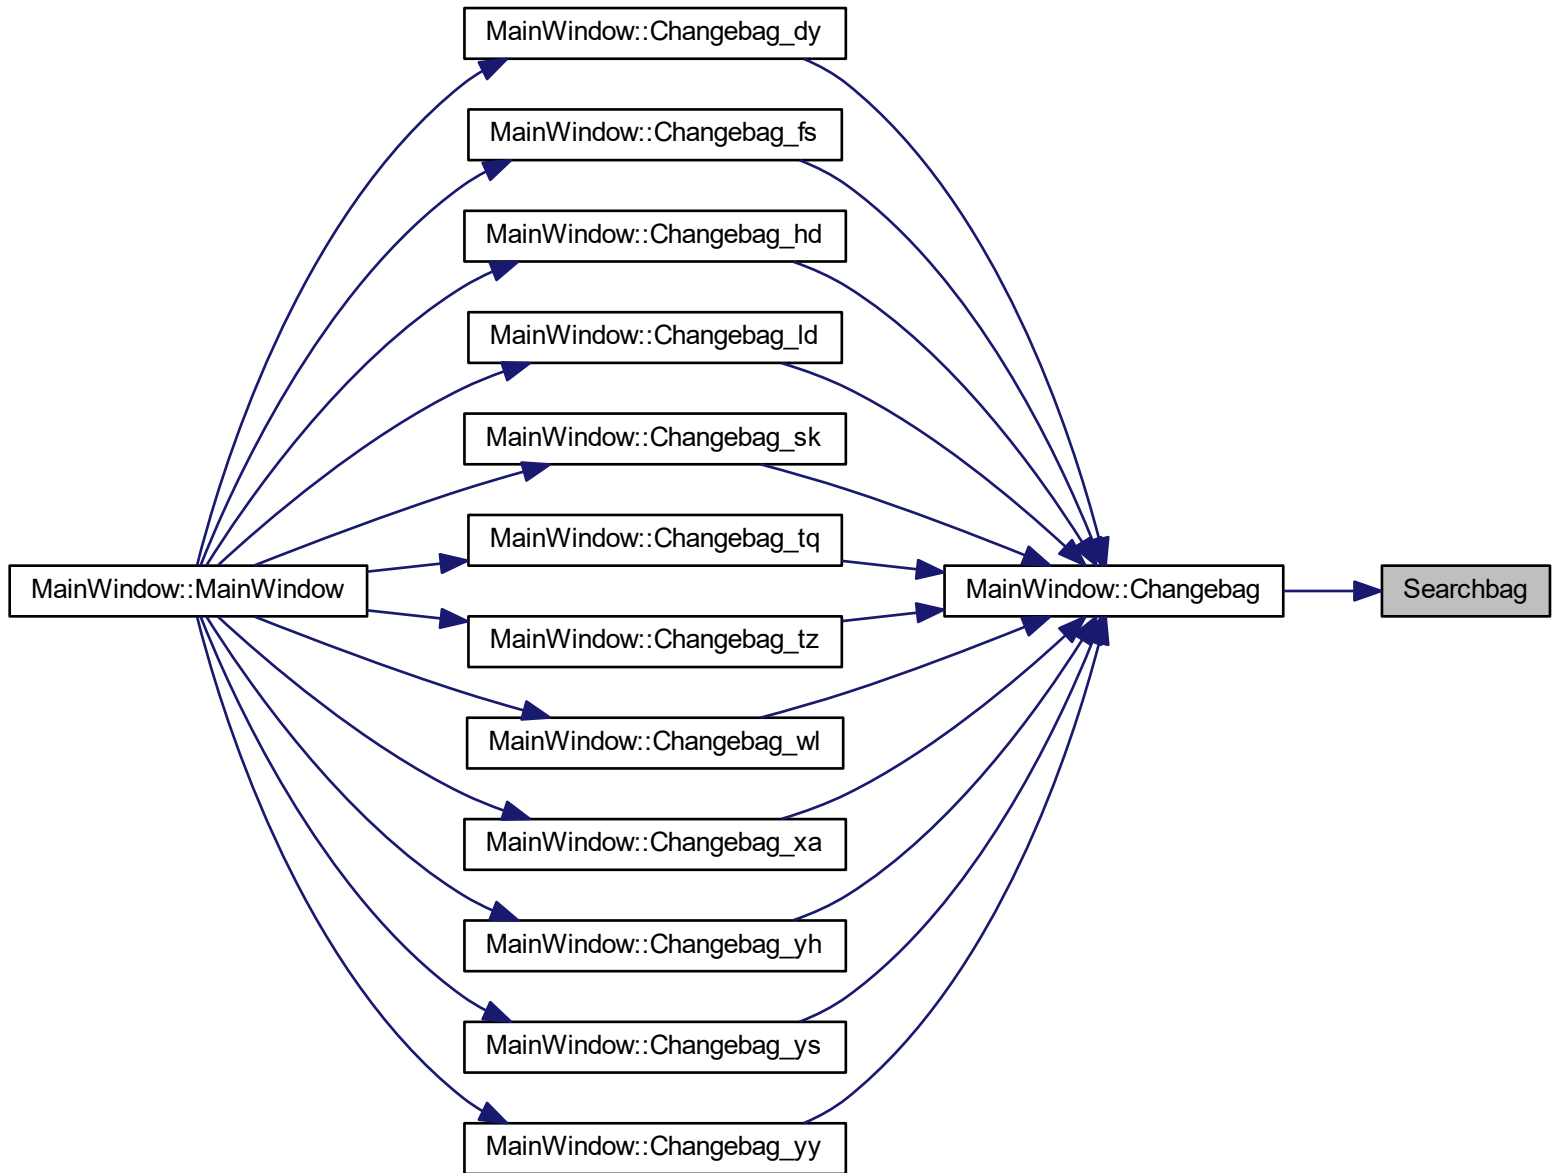 MainWindow::Changebag_dy
MainWindow::Changebag_fs
MainWindow::Changebag_hd
MainWindow::Changebag_ld
MainWindow::Changebag_sk
MainWindow::Changebag_tq
MainWindow::MainWindow
MainWindow::Changebag
Searchbag
MainWindow::Changebag_tz
MainWindow::Changebag_wl
MainWindow::Changebag_xa
MainWindow::Changebag_yh
MainWindow::Changebag_ys
MainWindow::Changebag_yy